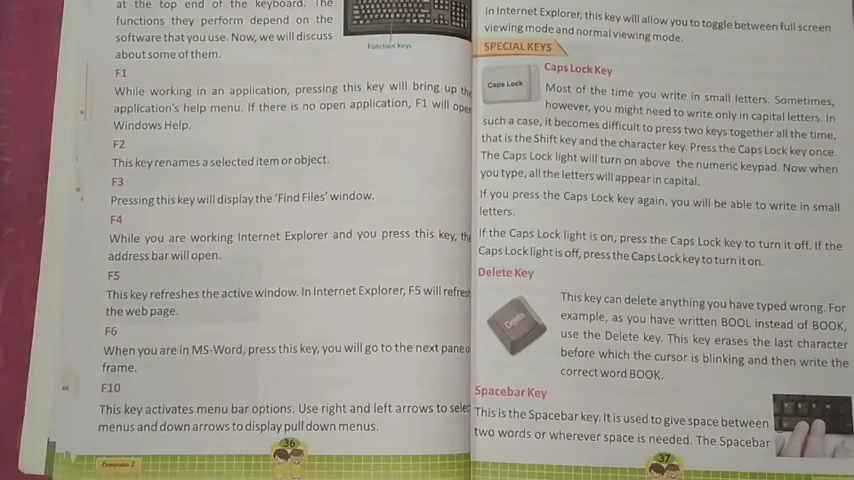 at the top end of the keyboard. The
functions they perform depend on the
software that you use. Now, we will discuss
about some of them.
Function Keys
F1
While working in an application, pressing this key will bring up the
application's help menu. If there is no open application, F1 will open
Windows Help.
F2
This key renames a selected item or object.
F3
Pressing this key will display the 'Find Files' window.
F4
While you are working Internet Explorer and you press this key, the
address bar will open.
F5
This key refreshes the active window. In Internet Explorer, F5 will refresh
the web page.
F6
When you are in MS-Word, press this key, you will go to the next pane o
frame.
F10
This key activates menu bar options. Use right and left arrows to select
menus and down arrows to display pull down menus.
Computer 2
36
in Internet Explorer, this key will allow you to toggle between full screen
viewing mode and normal viewing mode.
SPECIAL KEYS
Caps Lock Key
Caps Lock
Most of the time you write in small letters. Sometimes,
however, you might need to write only in capital letters. In
such a case, it becomes difficult to press two keys together all the time,
that is the Shift key and the character key. Press the Caps Lock key once.
The Caps Lock light will turn on above the numeric keypad. Now when
you type, all the letters will appear in capital.
If you press the Caps Lock key again, you will be able to write in small
letters.
If the Caps Lock light is on, press the Caps Lock key to turn it off. If the
Caps Lock light is off, press the Caps Lock key to turn it on.
Delete Key
Delete
This key can delete anything you have typed wrong. For
example, as you have written BOOL instead of BOOK,
use the Delete key. This key erases the last character
before which the cursor is blinking and then write the
correct word BOOK.
Spacebar Key
This is the Spacebar key. It is used to give space between
two words or wherever space is needed. The Spacebar
37